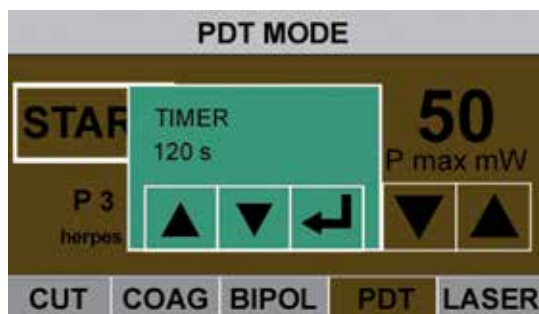 PDT MODE
STAR
TIMER
120 s
50
P max mW
P 3
herpes
CUT COAG BIPOL PDT LASER